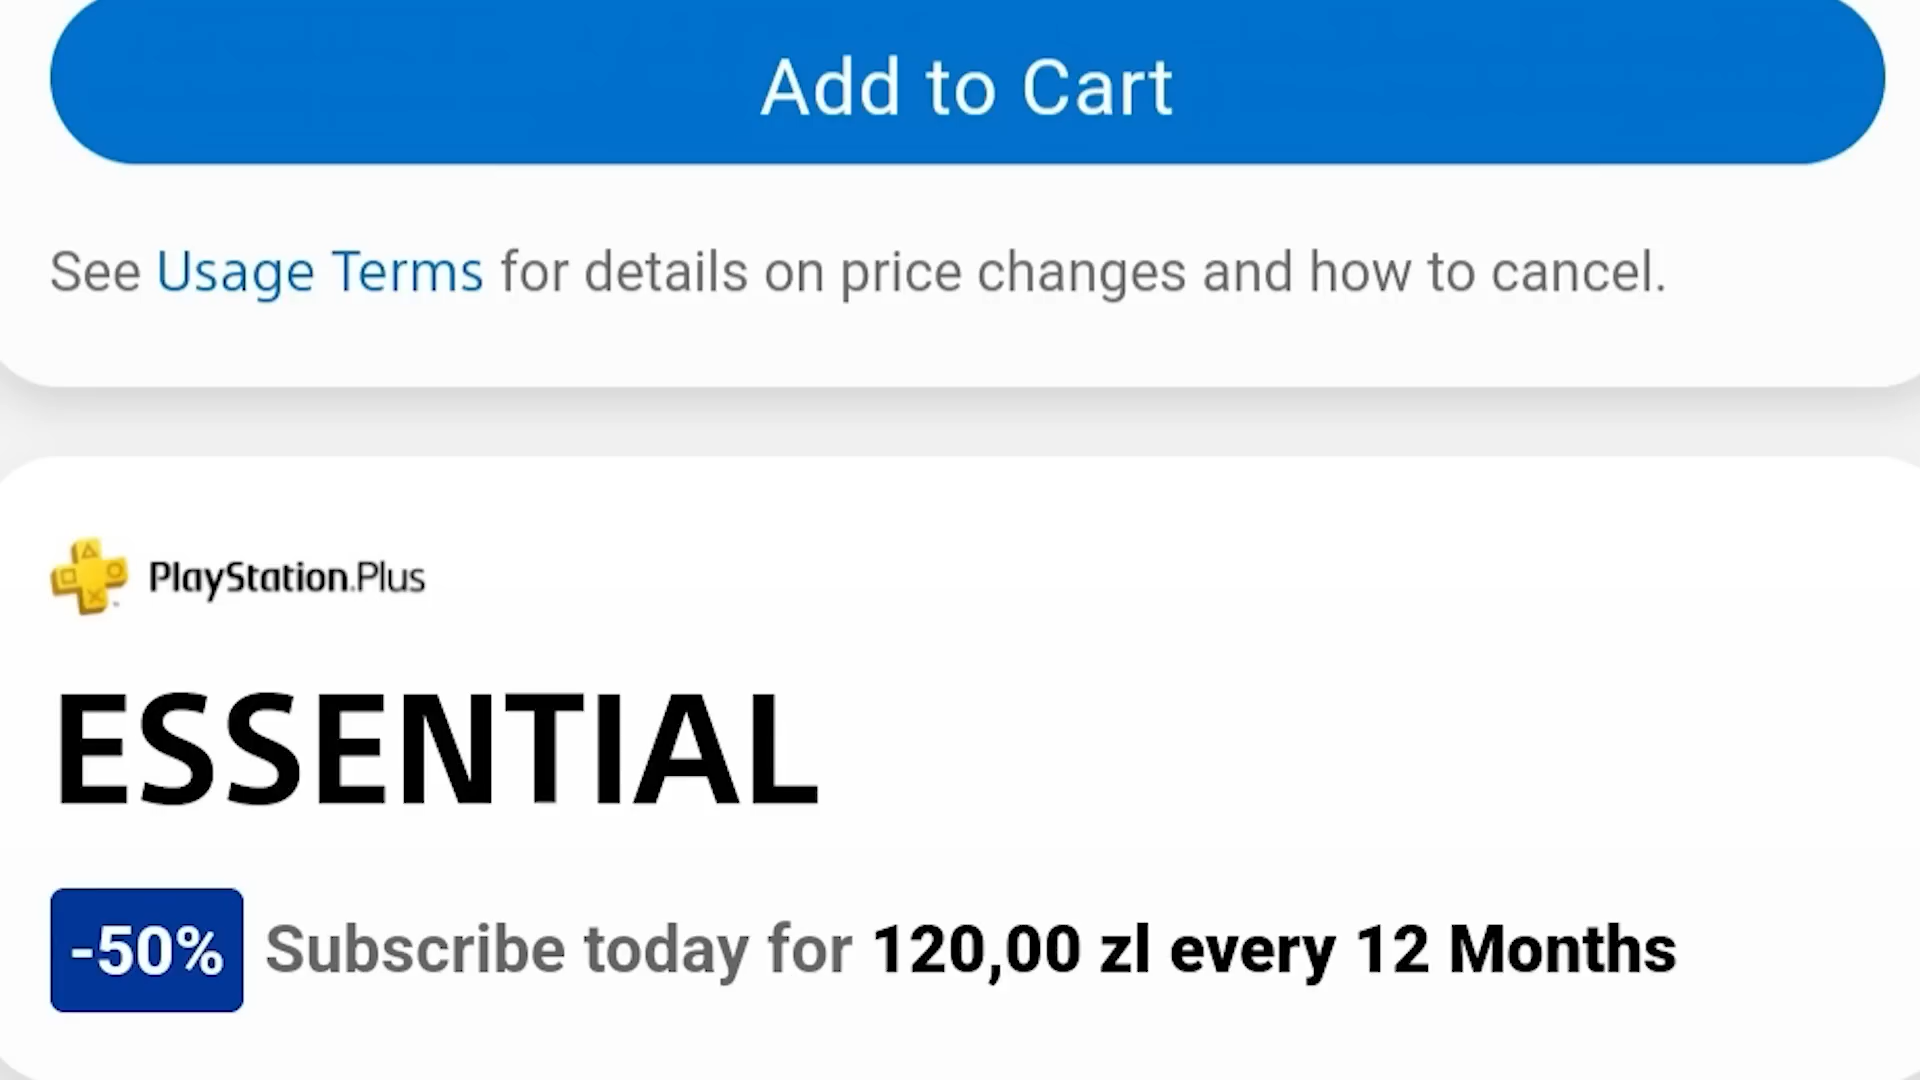 Add to Cart
See Usage Terms for details on price changes and how to cancel.
PlayStation.Plus
ESSENTIAL
-50% Subscribe today for 120,00 zl every 12 Months